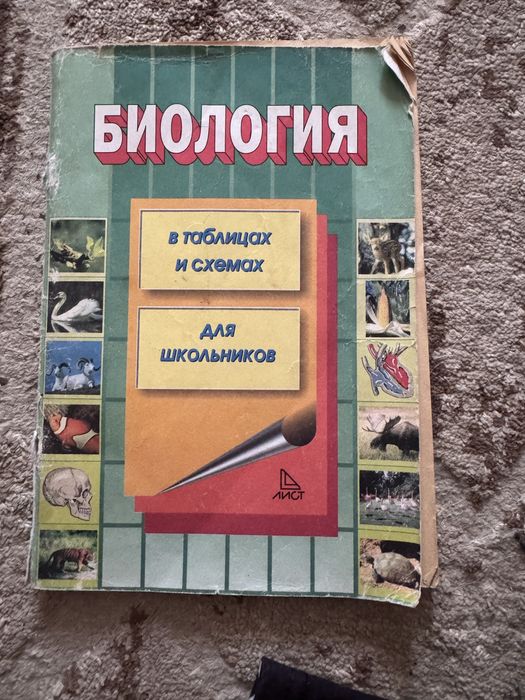 БИОЛОГИЯ
в таблицах
и схемах
для
школьников
ЛИСТ